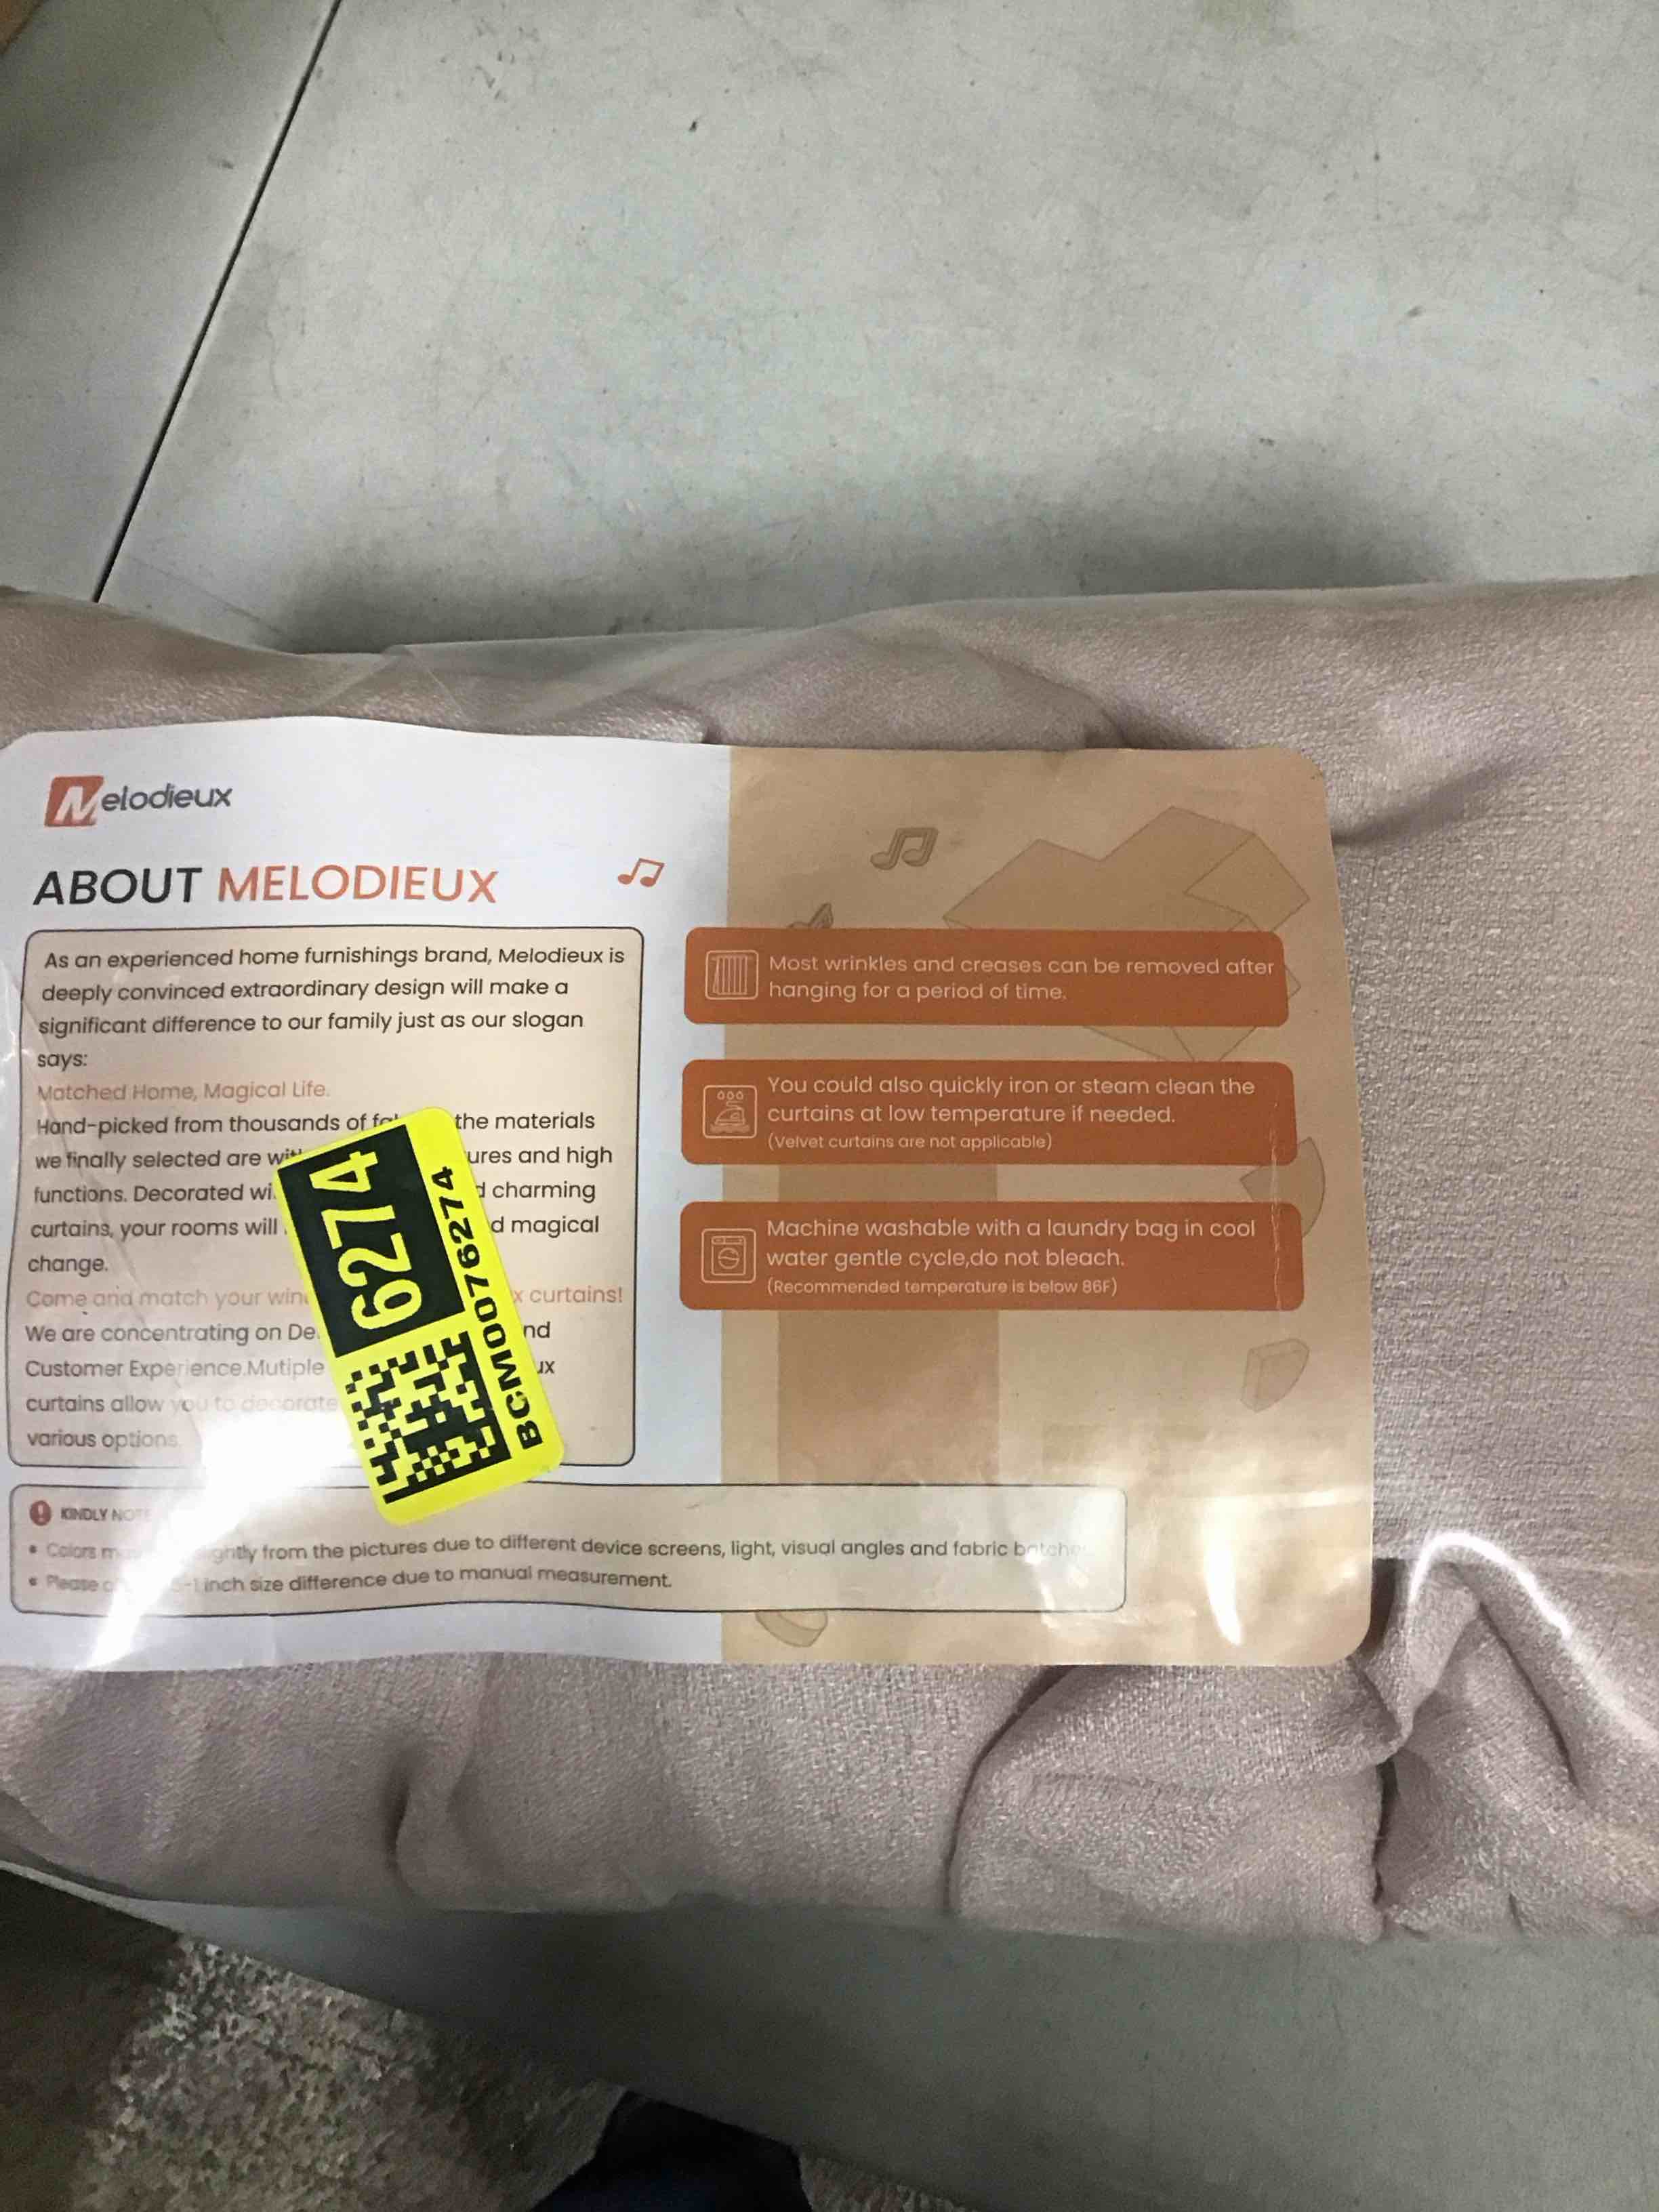 Melodieux
ABOUT MELODIEUX
As an experienced home furnishings brand, Melodieux is
deeply convinced extraordinary design will make a
significant difference to our family just as our slogan
says:
Matched Home, Magical Life.
Hand-picked from thousands of the materials
we finally selected are and high
functions. Decorated charming
curtains, your rooms will magical
change.
Come and match your curtains!
We are concentrating on
Customer Experience.Mutiple
curtains allow you to decorate
various options.
6274
BCM0076274
Most wrinkles and creases can be removed after
hanging for a period of time.
You could also quickly iron or steam clean the
curtains at low temperature if needed.
(Velvet curtains are not applicable)
Machine washable with a laundry bag in cool
water gentle cycle,do not bleach.
(Recommended temperature is below 86F)
KINDLY NOTE
• Colors from the pictures due to different device screens, light, visual angles and fabric
• Please inch size difference due to manual measurement.